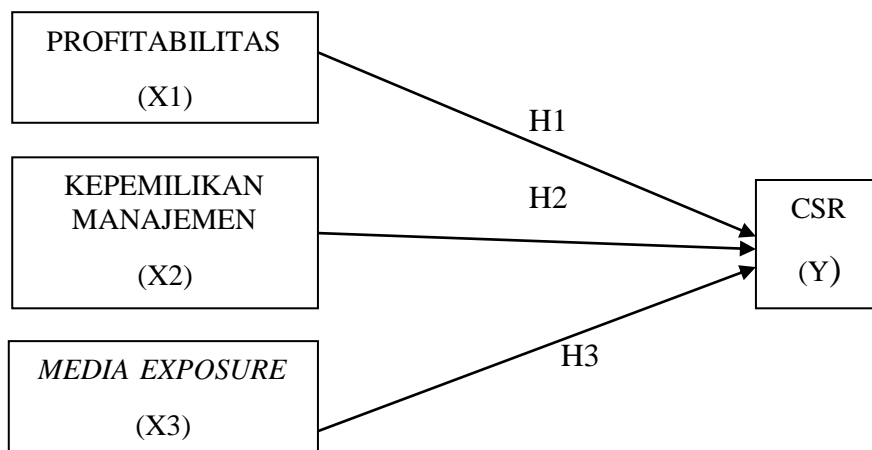 PROFITABILITAS
(X1)
H1
KEPEMILIKAN
MANAJEMEN
(X2)
H2
CSR
(Y)
MEDIA EXPOSURE
(X3)
H3